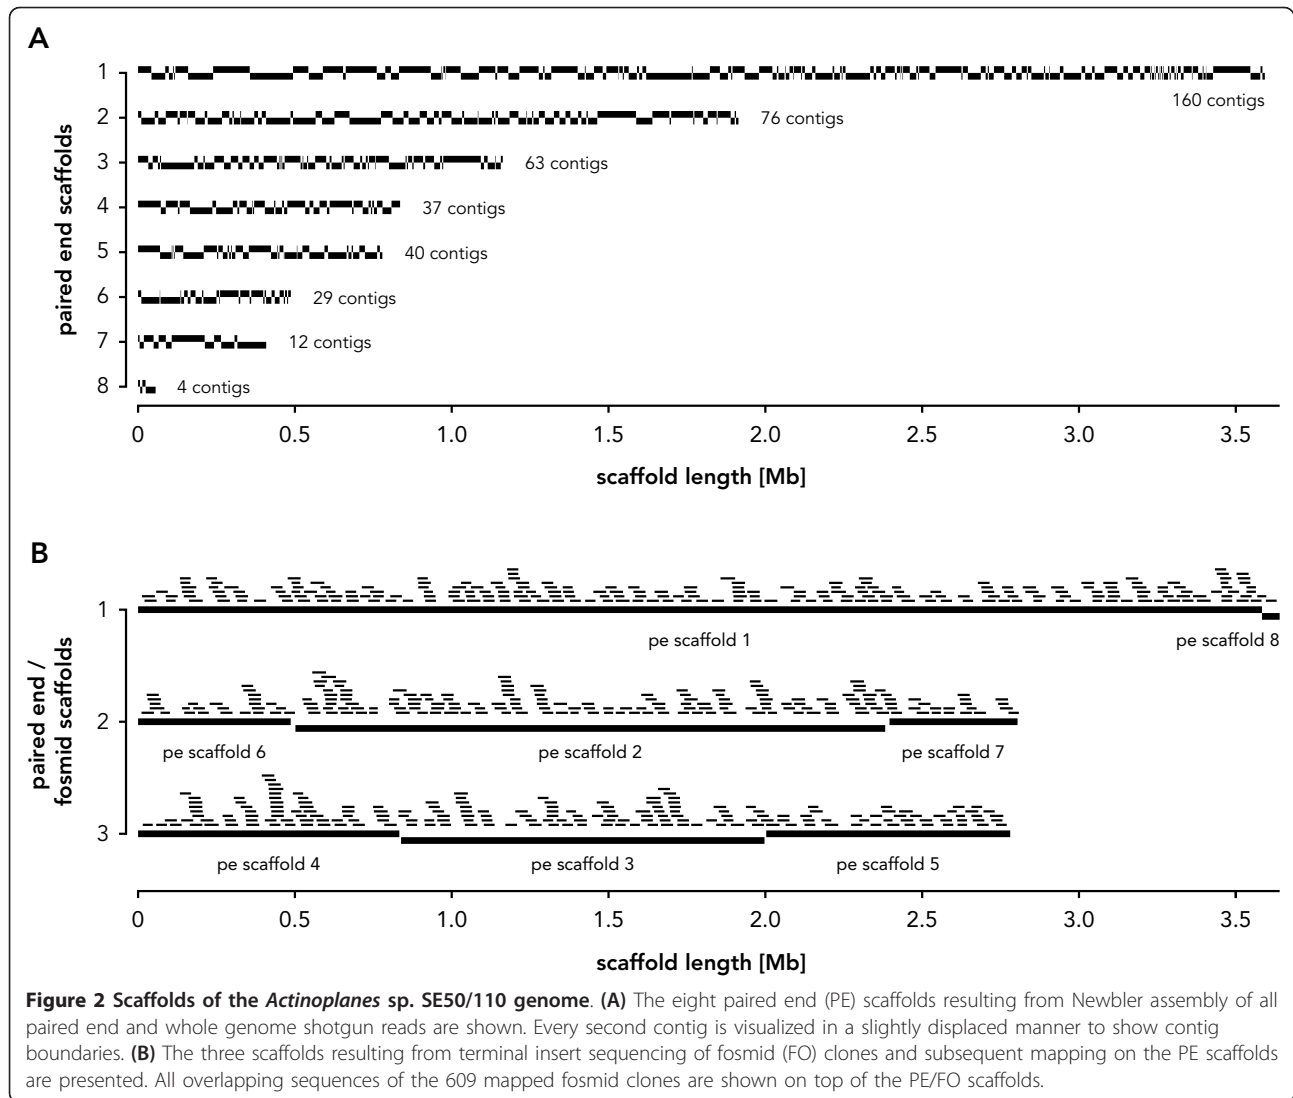 A
paired end scaffolds
1
160 contigs
2
76 contigs
3
63 contigs
4
37 contigs
5
40 contigs
6
29 contigs
7
12 contigs
8
4 contigs
0 0.5 1.0 1.5 2.0 2.5 3.0 3.5
scaffold length [Mb]
B
paired end /
fosmid scaffolds
1
pe scaffold 1 pe scaffold 8
2
pe scaffold 6 pe scaffold 2 pe scaffold 7
3
pe scaffold 4 pe scaffold 3 pe scaffold 5
0 0.5 1.0 1.5 2.0 2.5 3.0 3.5
scaffold length [Mb]
Figure 2 Scaffolds of the Actinoplanes sp. SE50/110 genome. (A) The eight paired end (PE) scaffolds resulting from Newbler assembly of all
paired end and whole genome shotgun reads are shown. Every second contig is visualized in a slightly displaced manner to show contig
boundaries. (B) The three scaffolds resulting from terminal insert sequencing of fosmid (FO) clones and subsequent mapping on the PE scaffolds
are presented. All overlapping sequences of the 609 mapped fosmid clones are shown on top of the PE/FO scaffolds.